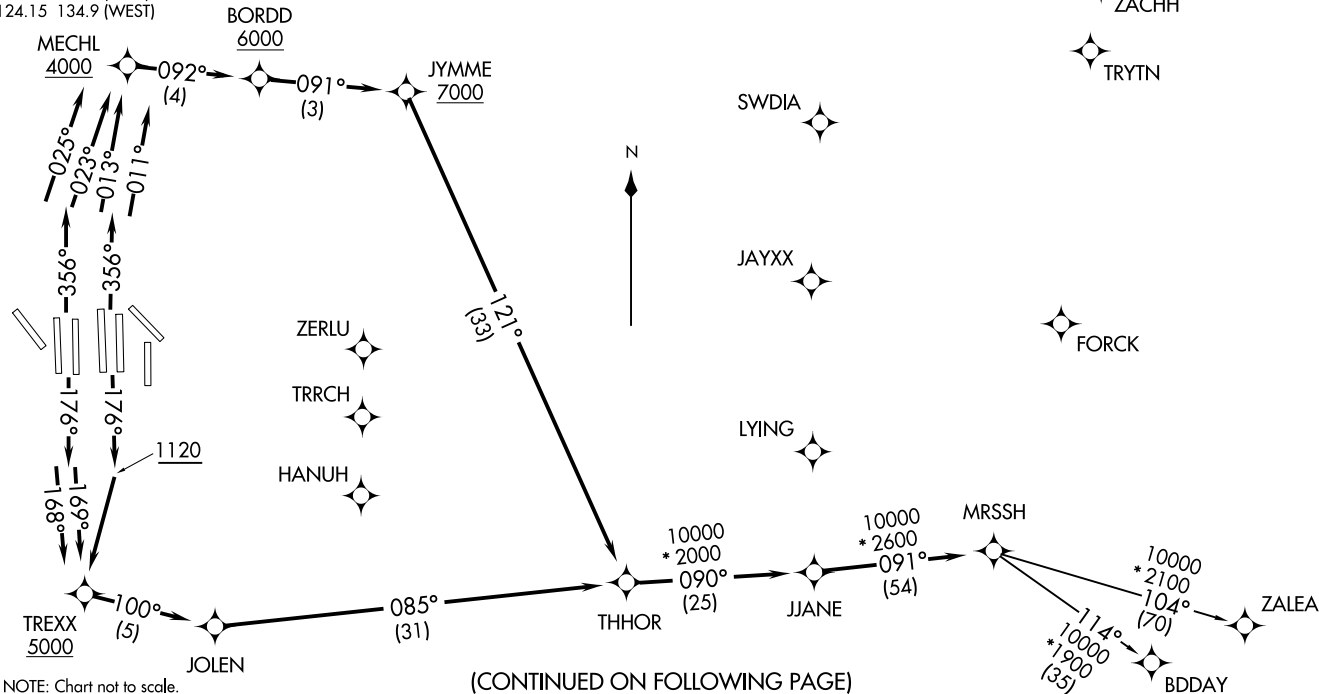 124.15 134.9 (WEST)
ZACHH
BORDD
6000
MECHL
4000
JYMME
7000
TRYTN
092°
(4)
091°
(3)
SWDIA
025°
023°
013°
011°
N
356°
356°
JAYXX
121°
(33)
ZERLU
FORCK
TRRCH
176°
176°
LYING
1120
HANUH
168°
169°
MRSSH
10000
*2000
090°
(25)
10000
*2600
091°
(54)
10000
*2100
104°
(70)
ZALEA
TREXX
5000
100°
(5)
085°
(31)
THHOR
JJANE
114°
10000
*1900
(35)
JOLEN
BDDAY
NOTE: Chart not to scale.
(CONTINUED ON FOLLOWING PAGE)